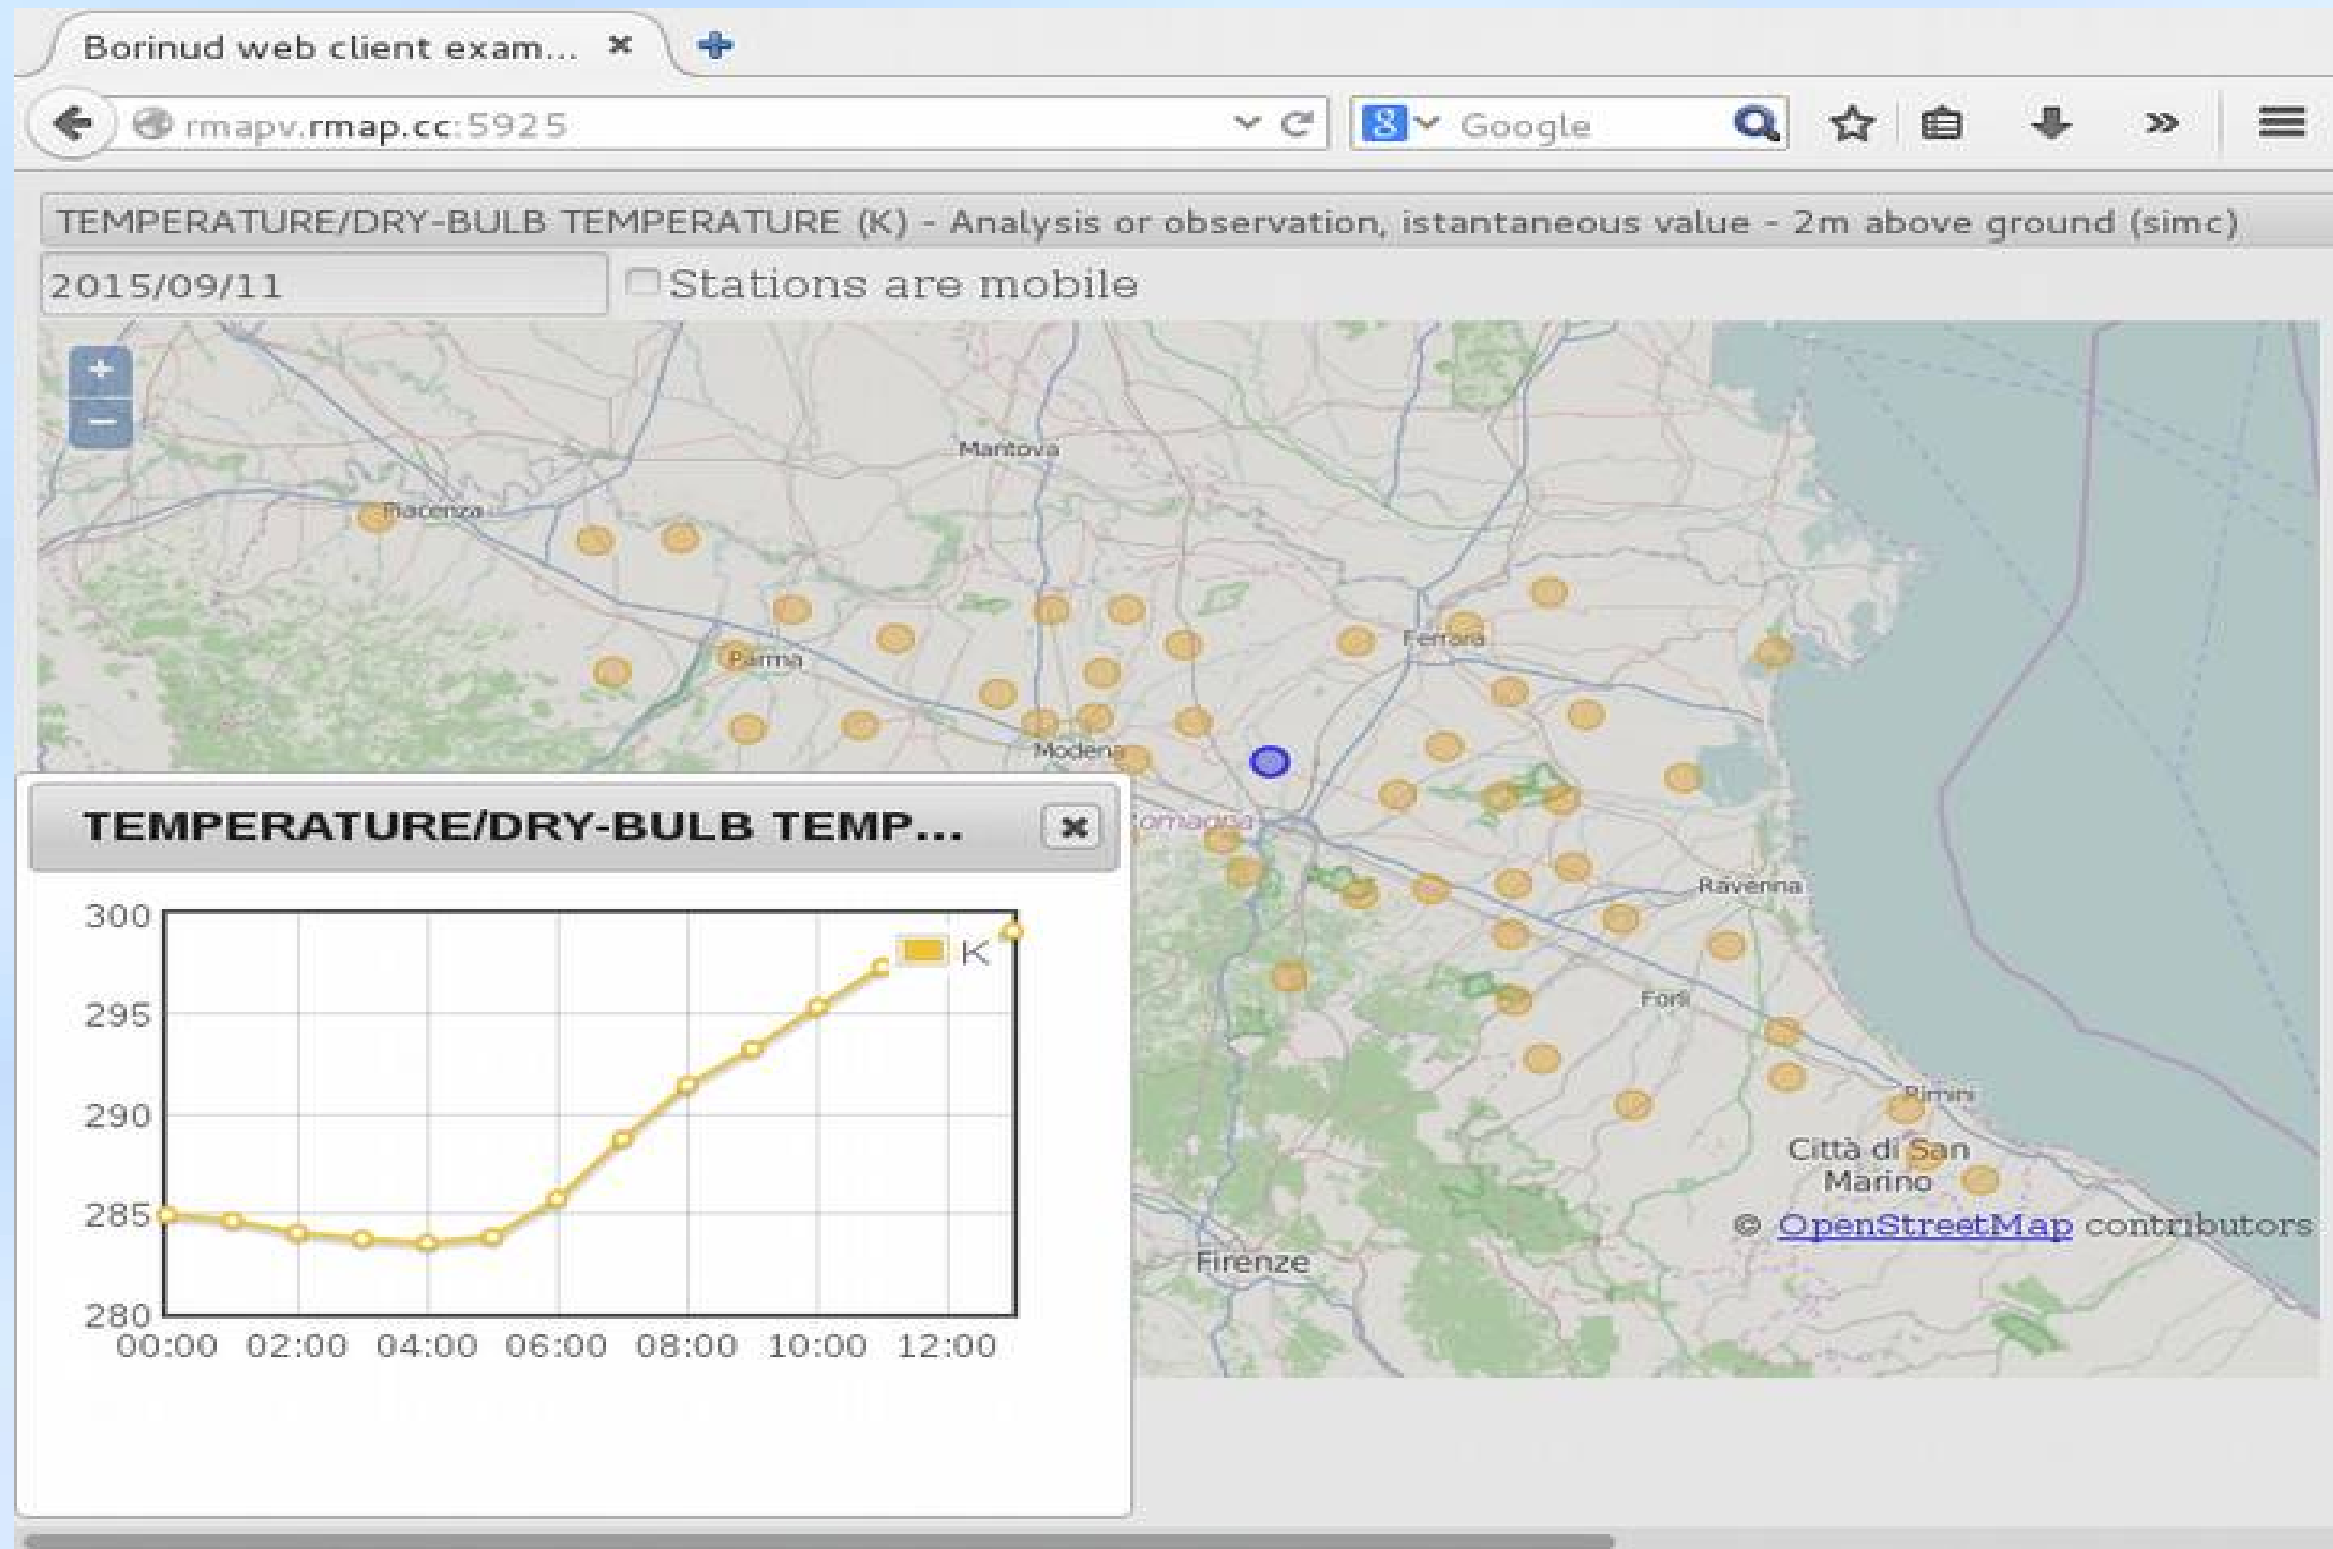 Borinud web client exam...
rmapv.rmap.cc:5925
Google
TEMPERATURE/DRY-BULB TEMPERATURE (K) - Analysis or observation, istantaneous value - 2m above ground (simc)
2015/09/11
Stations are mobile
+
-
Mantova
Piacenza
Ferrara
Parma
Modena
omagna
Ravenna
Forlì
Rimini
Città di San
Marino
© OpenStreetMap contributors
Firenze
TEMPERATURE/DRY-BULB TEMP...
300
K
295
290
285
280
00:00 02:00 04:00 06:00 08:00 10:00 12:00